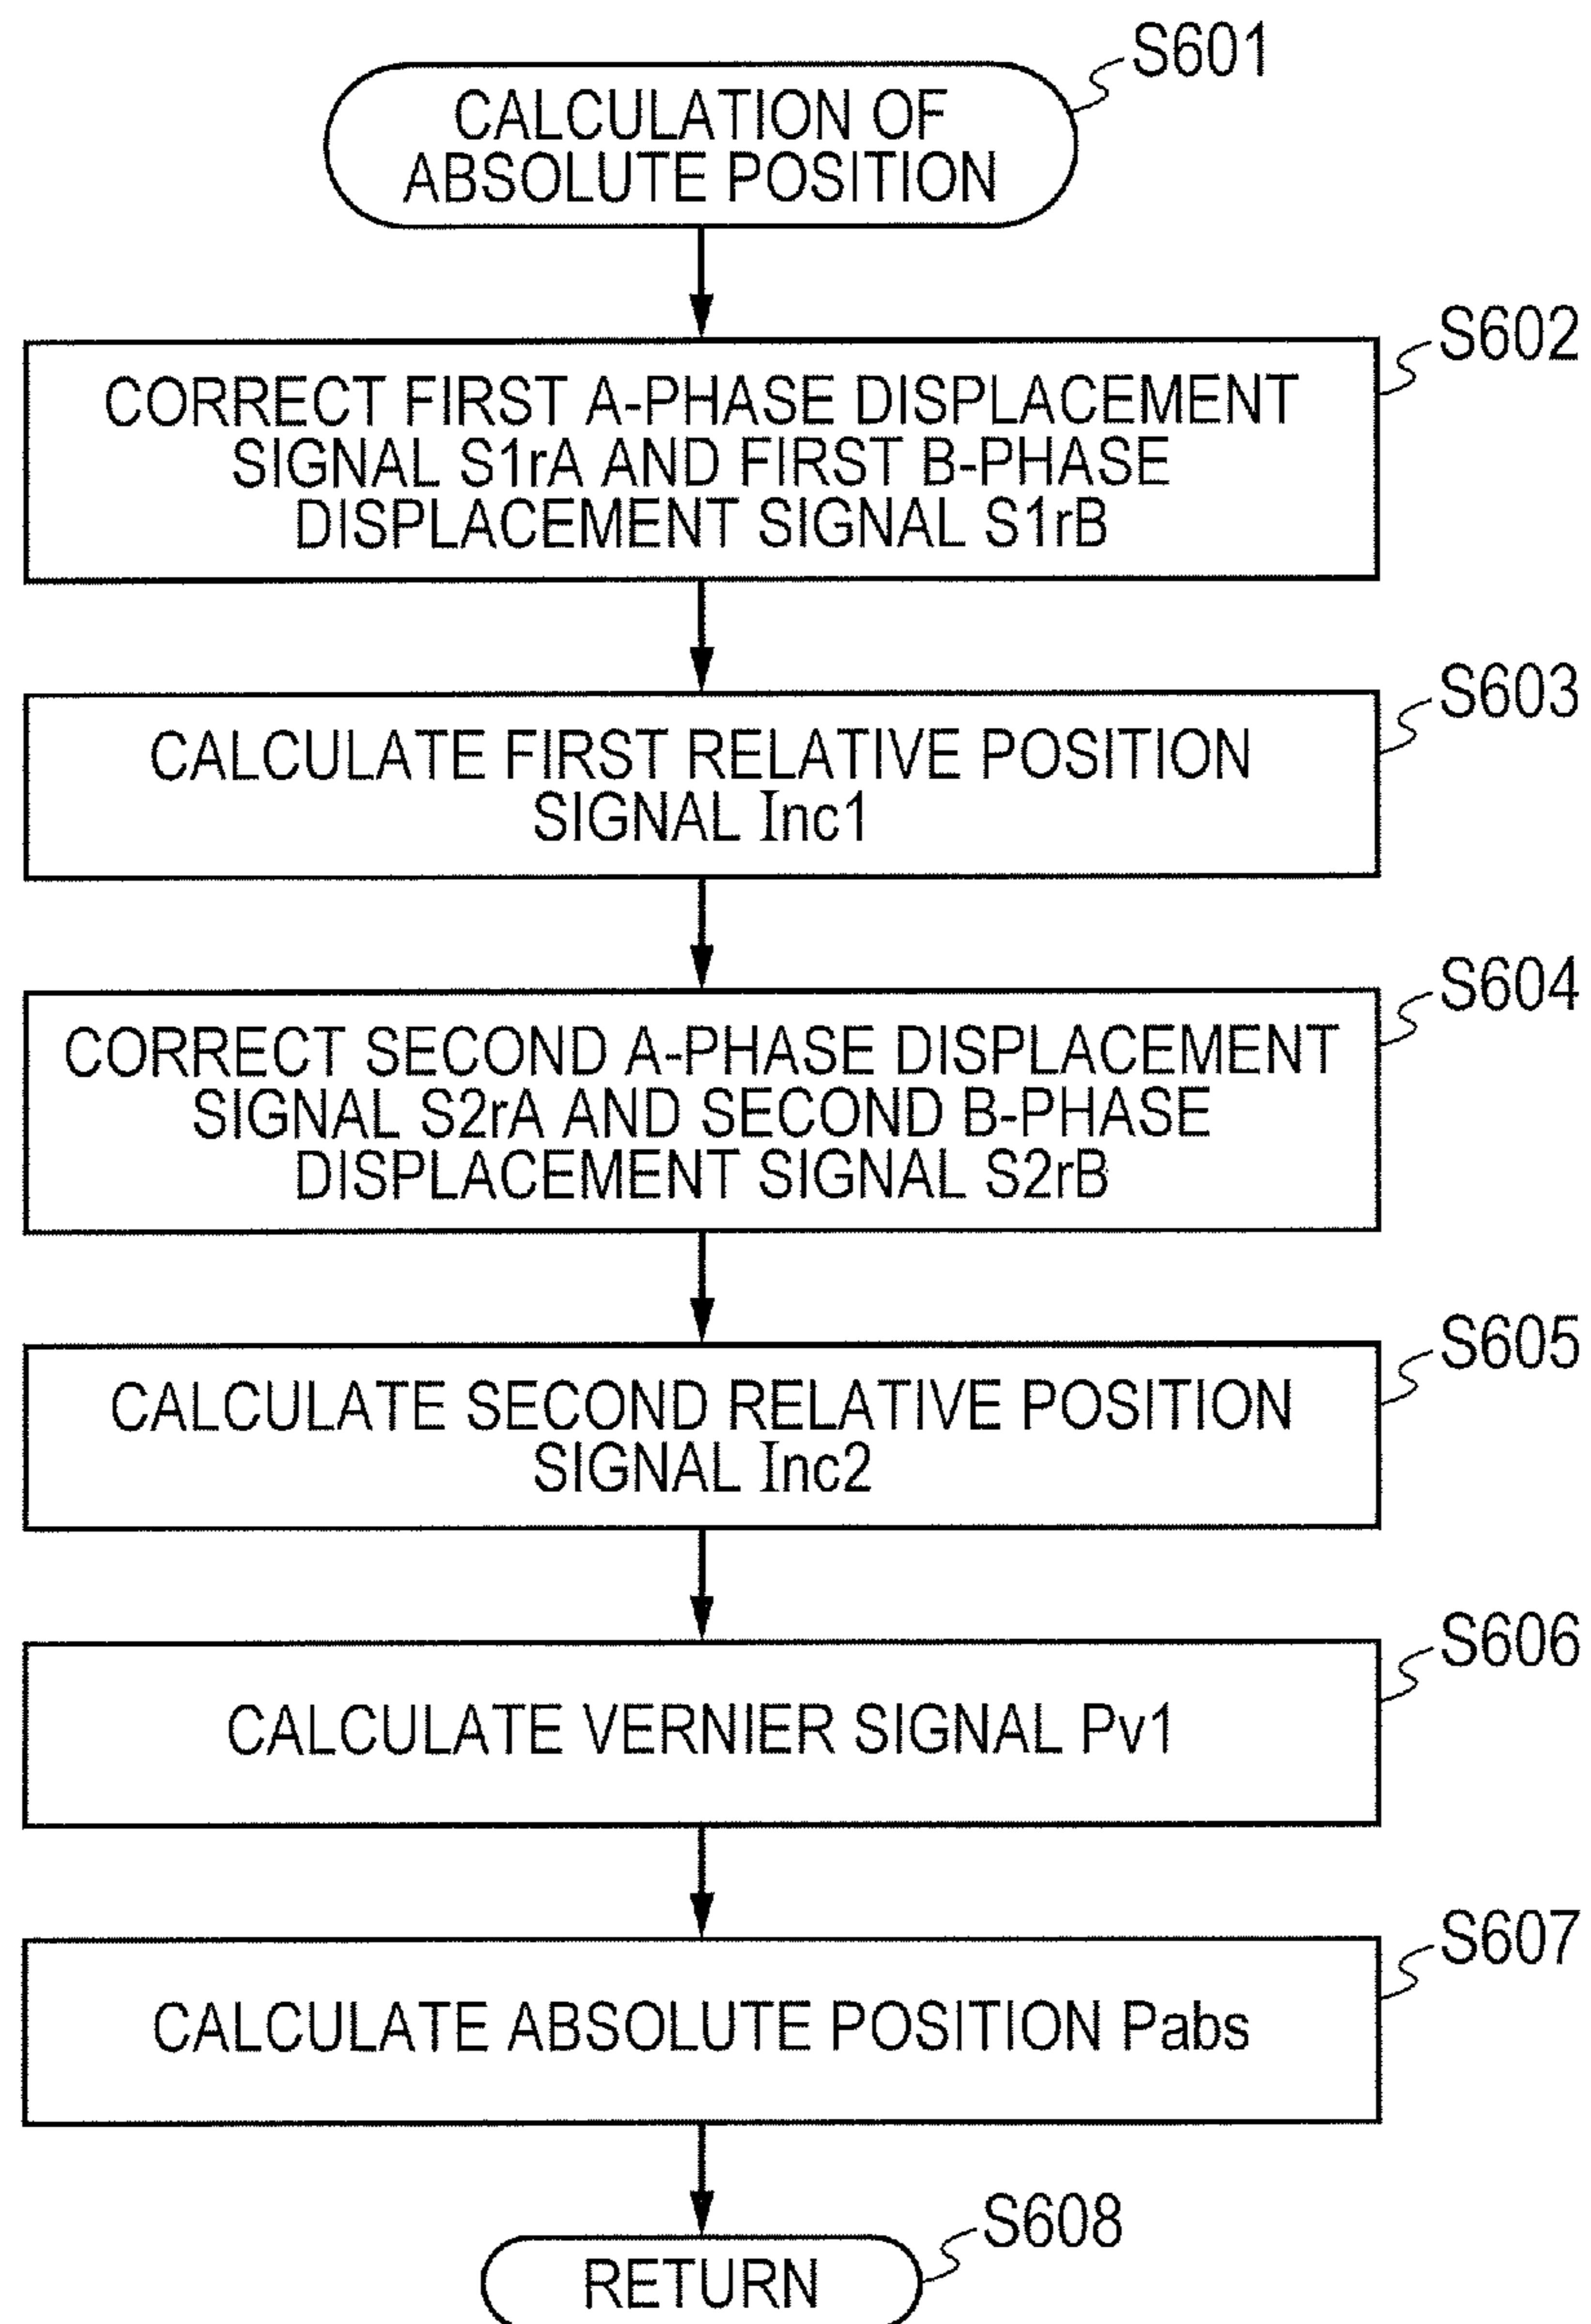 S601
CALCULATION OF
ABSOLUTE POSITION
S602
CORRECT FIRST A-PHASE DISPLACEMENT
SIGNAL S1rA AND FIRST B-PHASE
DISPLACEMENT SIGNAL S1rB
S603
CALCULATE FIRST RELATIVE POSITION
SIGNAL Inc1
S604
CORRECT SECOND A-PHASE DISPLACEMENT
SIGNAL S2rA AND SECOND B-PHASE
DISPLACEMENT SIGNAL S2rB
S605
CALCULATE SECOND RELATIVE POSITION
SIGNAL Inc2
S606
CALCULATE VERNIER SIGNAL Pv1
S607
CALCULATE ABSOLUTE POSITION Pabs
S608
RETURN